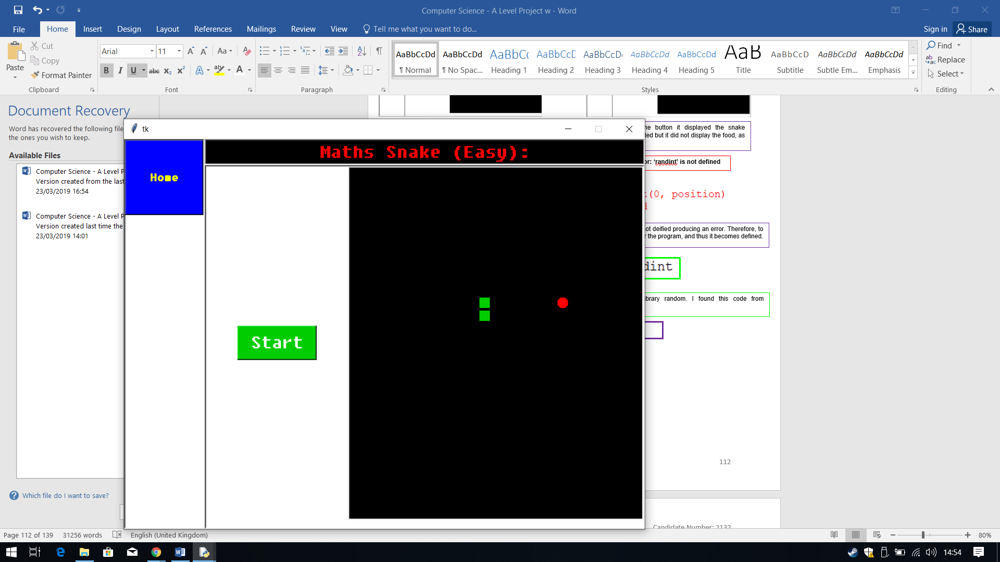 Computer Science - A Level Project w - Word
File Home Insert Design Layout References Mailings Review View Tell me what you want to do... Sign in Share
Paste
Cut
Copy
Format Painter
Clipboard
Arial 11
Font
Paragraph
AaBbCcDd AaBbCcDd AaBbC AaBbCcD AaBbCcD AaBbCcDd AaBbCcDd AaB AaBbCcD AaBbCcDd AaBbCcDd
¶ Normal ¶ No Spac... Heading 1 Heading 2 Heading 3 Heading 4 Heading 5 Title Subtitle Subtle Em... Emphasis
Styles
Find
Replace
Select
Editing
Document Recovery
Word has recovered the following file
the ones you wish to keep.
Available Files
Computer Science - A Level P
Version created from the last
23/03/2019 16:54
Computer Science - A Level P
Version created last time the
23/03/2019 14:01
Which file do I want to save?
tk
Home
Maths Snake (Easy):
Start
he button it displayed the snake
led but it did not display the food, as
or: ‘randint’ is not defined
t(0, position)
d
ot deified producing an error. Therefore, to
r the program, and thus it becomes defined.
dint
brary random. I found this code from
112
Candidate Number: 2132
Page 112 of 139 31256 words English (United Kingdom) 80%
14:54